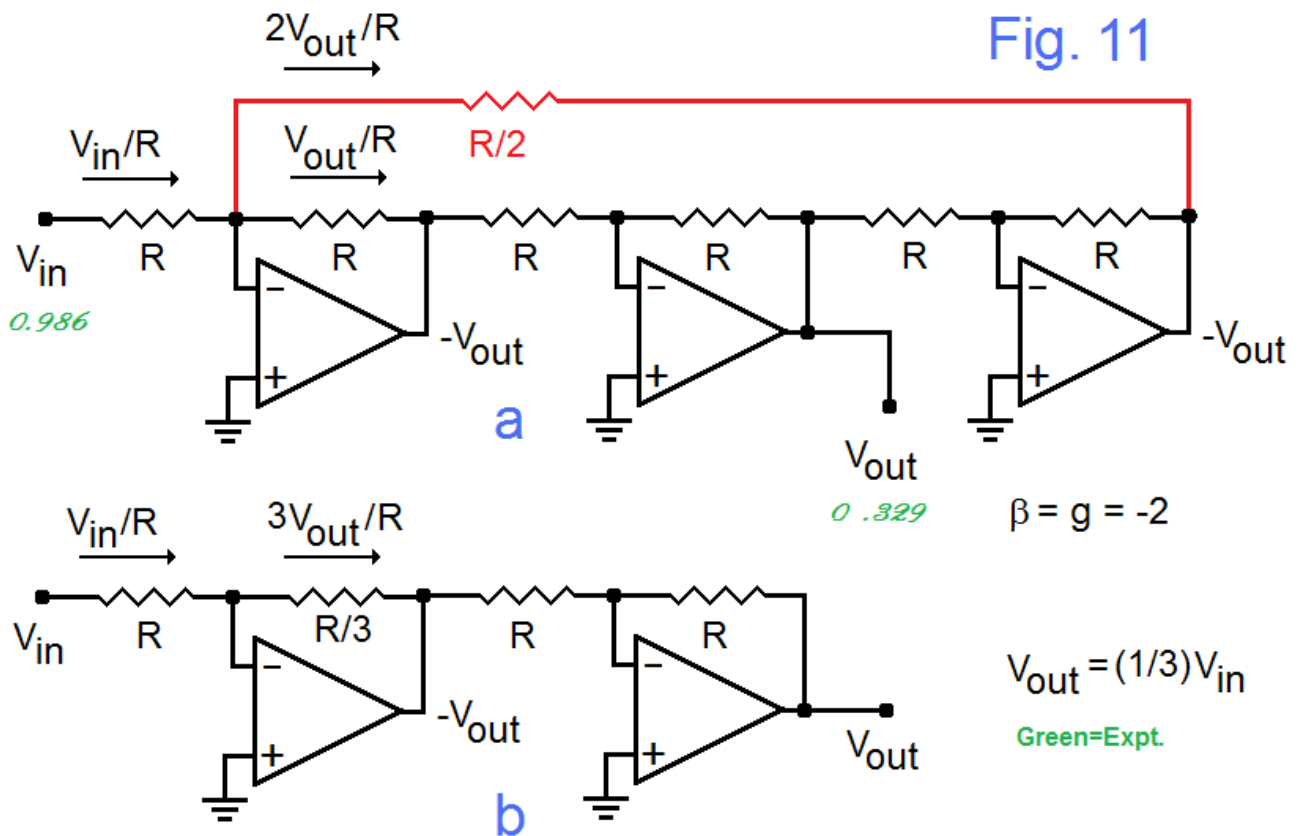 Fig. 11
2Vout/R
R/2
Vin/R
Vout/R
R
R
R
R
R
R
Vin
0.986
−
+
-Vout
−
+
−
+
-Vout
a
Vout
0 .329
β = g = -2
Vin/R
3Vout/R
R
R/3
R
R
Vin
−
+
-Vout
−
+
Vout
Vout = (1/3)Vin
Green=Expt.
b